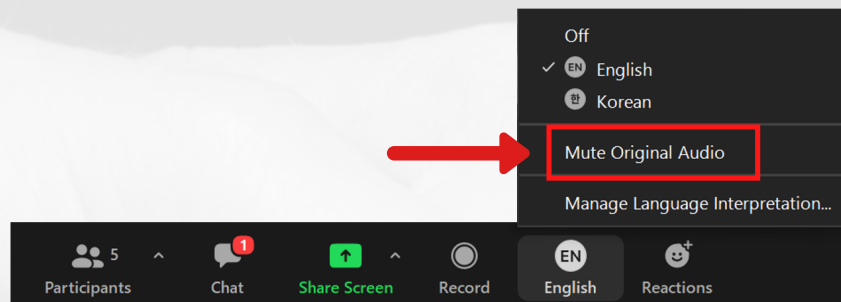 Off
EN English
한 Korean
Mute Original Audio
Manage Language Interpretation...
5
1
EN
Participants
Chat
Share Screen
Record
English
Reactions